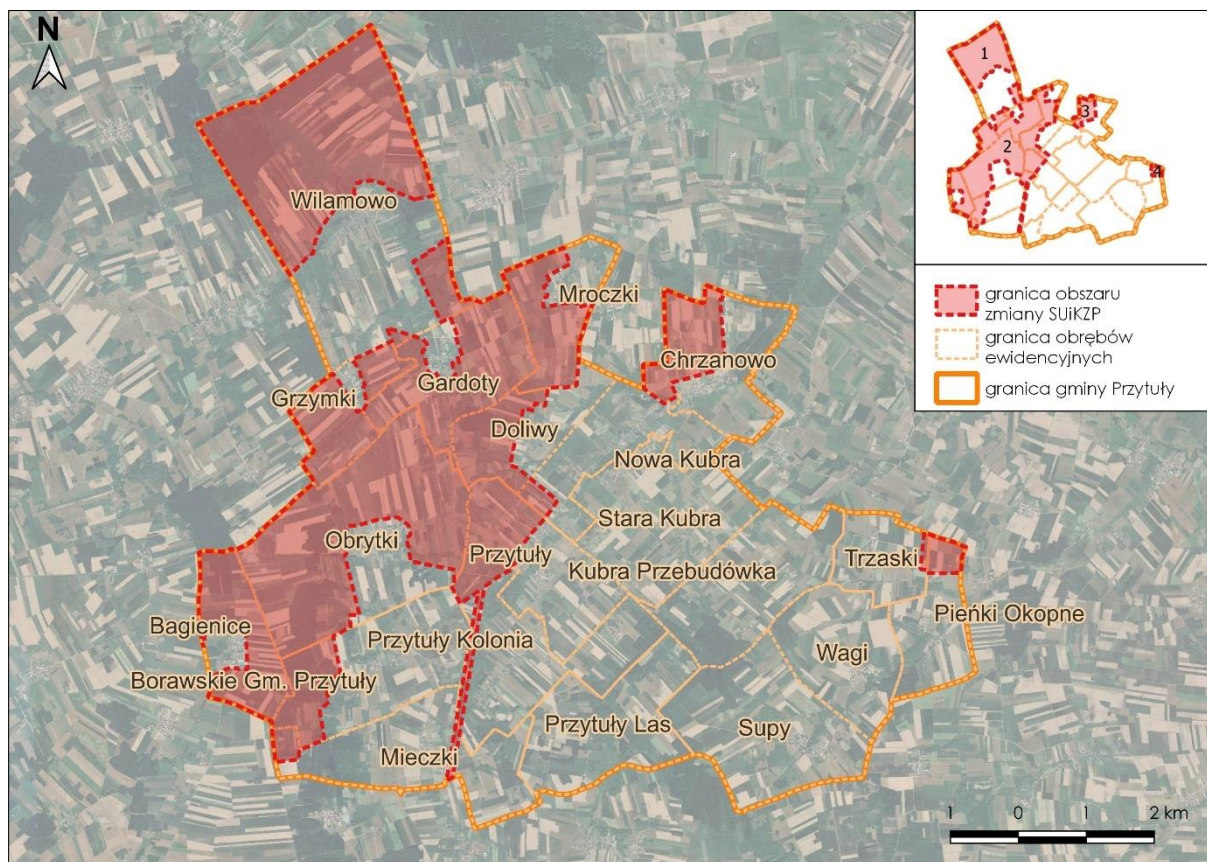 N
Wilamowo
Mroczki
Chrzanowo
Grzymki
Gardoty
Doliwy
Nowa Kubra
Stara Kubra
Obrytki
Przytuły
Kubra Przebudówka
Trzaski
Pieńki Okopne
Bagienice
Przytuły Kolonia
Wagi
Borawskie Gm. Przytuły
Przytuły Las
Supy
Mieczki
1 0 1 2 km
1
2
3
4
granica obszaru
zmiany SUiKZP
granica obrębów
ewidencyjnych
granica gminy Przytuły